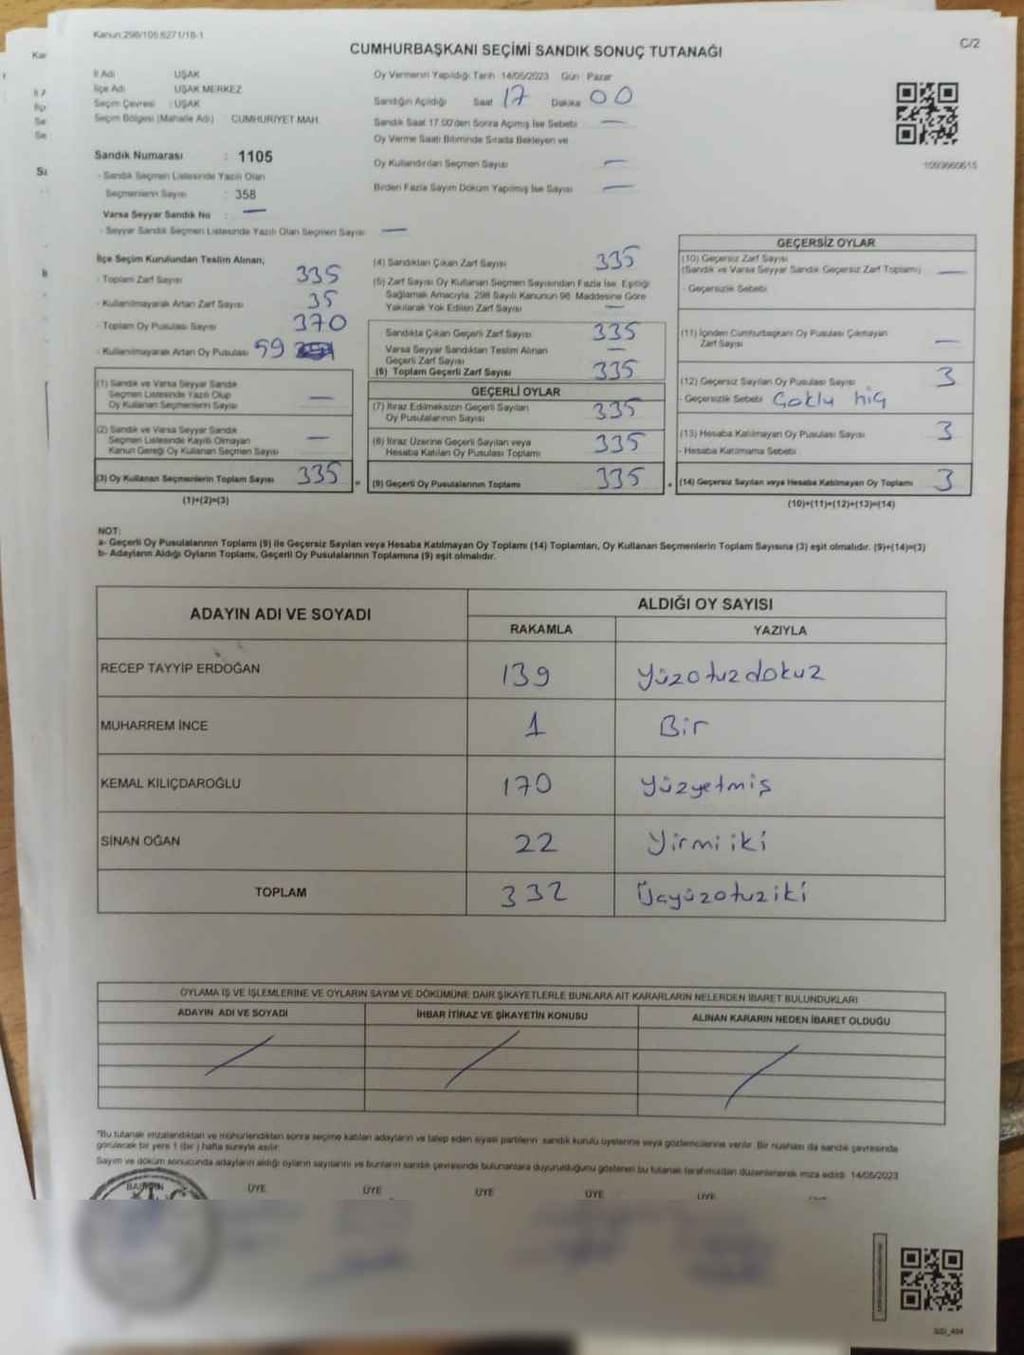 Kanun:298/105 6271/18-1
C/2
CUMHURBAŞKANI SEÇİMİ SANDIK SONUÇ TUTANAĞI
İl Adı : UŞAK
İlçe Adı : UŞAK MERKEZ
Seçim Çevresi : UŞAK
Seçim Bölgesi (Mahalle Adı) CUMHURİYET MAH.
Sandık Numarası : 1105
- Sandık Seçmen Listesinde Yazılı Olan
Seçmenlerin Sayısı : 358
Varsa Seyyar Sandık No : —
- Seyyar Sandık Seçmen Listesinde Yazılı Olan Seçmen Sayısı —
Oy Vermenin Yapıldığı Tarih 14/05/2023 Gün : Pazar
Sandığın Açıldığı Saat 17 Dakika 00
Sandık Saat 17.00'den Sonra Açılmış İse Sebebi —
Oy Verme Saati Bitiminde Sırada Bekleyen ve
Oy Kullandırılan Seçmen Sayısı —
Birden Fazla Sayım Döküm Yapılmış İse Sayısı —
1093660615
İlçe Seçim Kurulundan Teslim Alınan;
- Toplam Zarf Sayısı 335
- Kullanılmayarak Artan Zarf Sayısı 35
- Toplam Oy Pusulası Sayısı 370
- Kullanılmayarak Artan Oy Pusulası 59
(1) Sandık ve Varsa Seyyar Sandık
Seçmen Listesinde Yazılı Olup
Oy Kullanan Seçmenlerin Sayısı —
(2) Sandık ve Varsa Seyyar Sandık
Seçmen Listesinde Kayıtlı Olmayan
Kanun Gereği Oy Kullanan Seçmen Sayısı —
(3) Oy Kullanan Seçmenlerin Toplam Sayısı 335
(1)+(2)=(3)
=
(4) Sandıktan Çıkan Zarf Sayısı 335
(5) Zarf Sayısı Oy Kullanan Seçmen Sayısından Fazla İse, Eşitliği
Sağlamak Amacıyla, 298 Sayılı Kanunun 98. Maddesine Göre
Yakılarak Yok Edilen Zarf Sayısı —
- Sandıkta Çıkan Geçerli Zarf Sayısı 335
Varsa Seyyar Sandıktan Teslim Alınan
Geçerli Zarf Sayısı —
(6) Toplam Geçerli Zarf Sayısı 335
GEÇERLİ OYLAR
(7) İtiraz Edilmeksizin Geçerli Sayılan
Oy Pusulalarının Sayısı 335
(8) İtiraz Üzerine Geçerli Sayılan veya
Hesaba Katılan Oy Pusulası Toplamı 335
(9) Geçerli Oy Pusulalarının Toplamı 335
+
GEÇERSİZ OYLAR
(10) Geçersiz Zarf Sayısı
(Sandık ve Varsa Seyyar Sandık Geçersiz Zarf Toplamı) —
- Geçersizlik Sebebi
(11) İçinden Cumhurbaşkanı Oy Pusulası Çıkmayan
Zarf Sayısı —
(12) Geçersiz Sayılan Oy Pusulası Sayısı 3
- Geçersizlik Sebebi Çoklu hiç
(13) Hesaba Katılmayan Oy Pusulası Sayısı 3
- Hesaba Katılmama Sebebi
(14) Geçersiz Sayılan veya Hesaba Katılmayan Oy Toplamı 3
(10)+(11)+(12)+(13)=(14)
NOT:
a- Geçerli Oy Pusulalarının Toplamı (9) ile Geçersiz Sayılan veya Hesaba Katılmayan Oy Toplamı (14) Toplamları, Oy Kullanan Seçmenlerin Toplam Sayısına (3) eşit olmalıdır. (9)+(14)=(3)
b- Adayların Aldığı Oyların Toplamı, Geçerli Oy Pusulalarının Toplamına (9) eşit olmalıdır.
ADAYIN ADI VE SOYADI
ALDIĞI OY SAYISI
RAKAMLA YAZIYLA
RECEP TAYYİP ERDOĞAN 139 Yüzotuzdokuz
MUHARREM İNCE 1 Bir
KEMAL KILIÇDAROĞLU 170 Yüzyetmiş
SİNAN OĞAN 22 Yirmiiki
TOPLAM 332 Üçyüzotuziki
OYLAMA İŞ VE İŞLEMLERİNE VE OYLARIN SAYIM VE DÖKÜMÜNE DAİR ŞİKAYETLERLE BUNLARA AİT KARARLARIN NELERDEN İBARET BULUNDUKLARI
ADAYIN ADI VE SOYADI İHBAR İTİRAZ VE ŞİKAYETİN KONUSU ALINAN KARARIN NEDEN İBARET OLDUĞU
"Bu tutanak imzalandıktan ve mühürlendikten sonra seçime katılan adayların ve talep eden siyasi partilerin sandık kurulu üyelerine veya gözlemcilerine verilir. Bir nüshası da sandık çevresinde
görülecek bir yere 1 (bir) hafta süreyle asılır.
Sayım ve döküm sonucunda adayların aldığı oyların sayılarını ve bunların sandık çevresinde bulunanlara duyurulduğunu gösteren bu tutanak tarafımızdan düzenlenerek imza edildi. 14/05/2023
BAŞKAN ÜYE ÜYE ÜYE ÜYE ÜYE